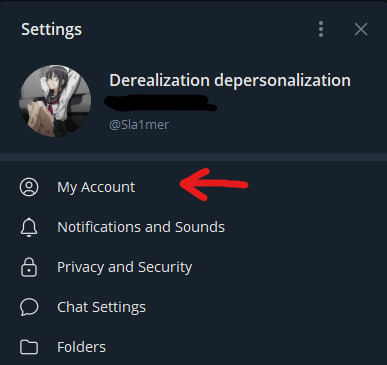 Settings
Derealization depersonalization
@Sla1mer
My Account
Notifications and Sounds
Privacy and Security
Chat Settings
Folders